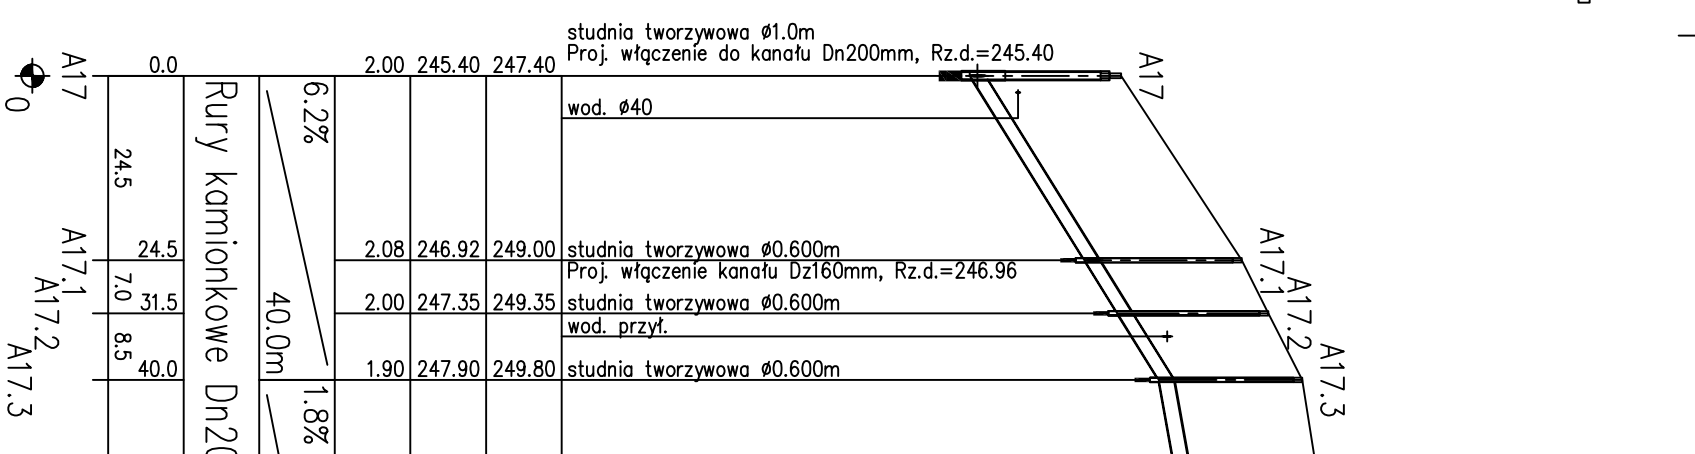 studnia tworzywowa ø1.0m
Proj. włączenie do kanału Dn200mm, Rz.d.=245.40
A17
0
0.0
2.00 245.40 247.40
A17
wod. ø40
6.2%
Rury kamionkowe
24.5
A17.1
24.5
2.08 246.92 249.00 studnia tworzywowa ø0.600m
Proj. włączenie kanału Dz160mm, Rz.d.=246.96
A17.1
7.0
A17.2
31.5
2.00 247.35 249.35 studnia tworzywowa ø0.600m
wod. przył.
A17.2
8.5
40.0m
A17.3
40.0
1.90 247.90 249.80 studnia tworzywowa ø0.600m
A17.3
1.8%